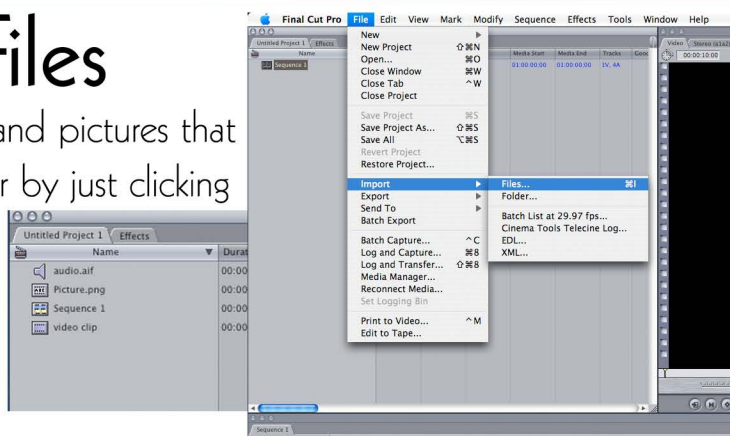 Files
and pictures that
r by just clicking
Untitled Project 1 Effects
Name Durat
audio.aif 00:00
Picture.png 00:00
Sequence 1 00:00
video clip 00:00
Final Cut Pro File Edit View Mark Modify Sequence Effects Tools Window Help
Untitled Project 1 Effects
Name Media Start Media End Tracks Good
Sequence 1 01:00:00;00 01:00:00;00 1V, 4A
New
New Project ⇧⌘N
Open... ⌘O
Close Window ⌘W
Close Tab ^W
Close Project
Save Project ⌘S
Save Project As... ⇧⌘S
Save All ⌥⌘S
Revert Project
Restore Project...
Import
Export
Send To
Batch Export
Batch Capture... ^C
Log and Capture... ⌘8
Log and Transfer... ⇧⌘8
Media Manager...
Reconnect Media...
Set Logging Bin
Print to Video... ^M
Edit to Tape...
Files... ⌘I
Folder...
Batch List at 29.97 fps...
Cinema Tools Telecine Log...
EDL...
XML...
Video Stereo (a1a2)
00:00:10:00
Sequence 1